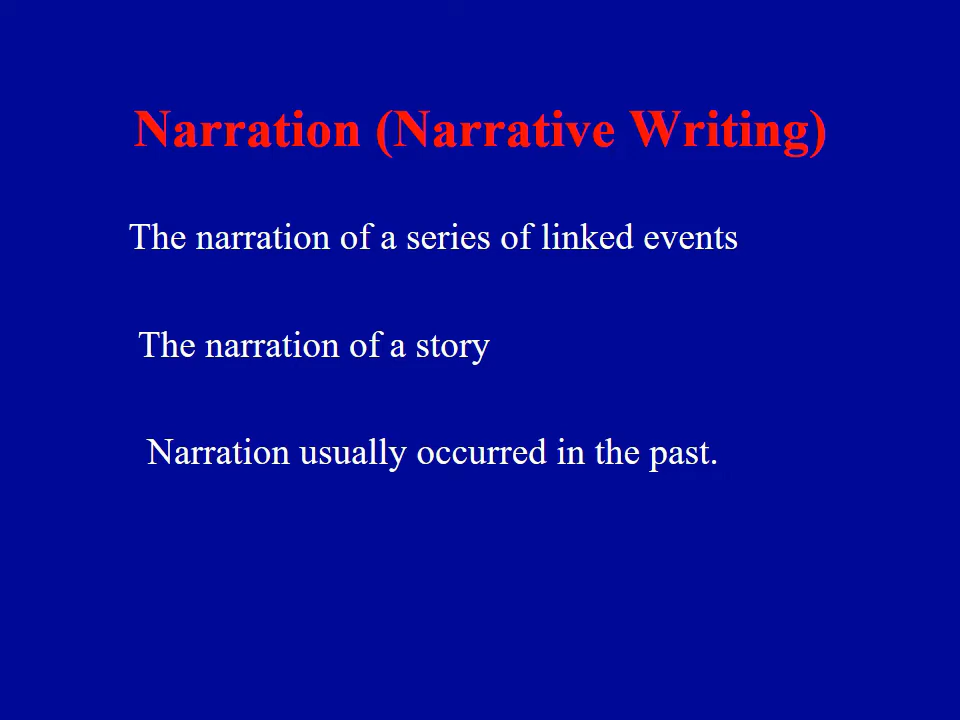 Narration (Narrative Writing)
The narration of a series of linked events
The narration of a story
Narration usually occurred in the past.